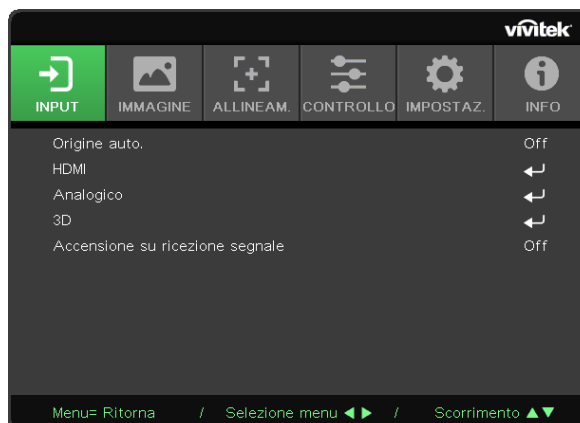 vivitek
INPUT IMMAGINE ALLINEAM. CONTROLLO IMPOSTAZ. INFO
Origine auto. Off
HDMI
Analogico
3D
Accensione su ricezione segnale Off
Menu= Ritorna / Selezione menu ◀ ▶ / Scorrimento ▲▼